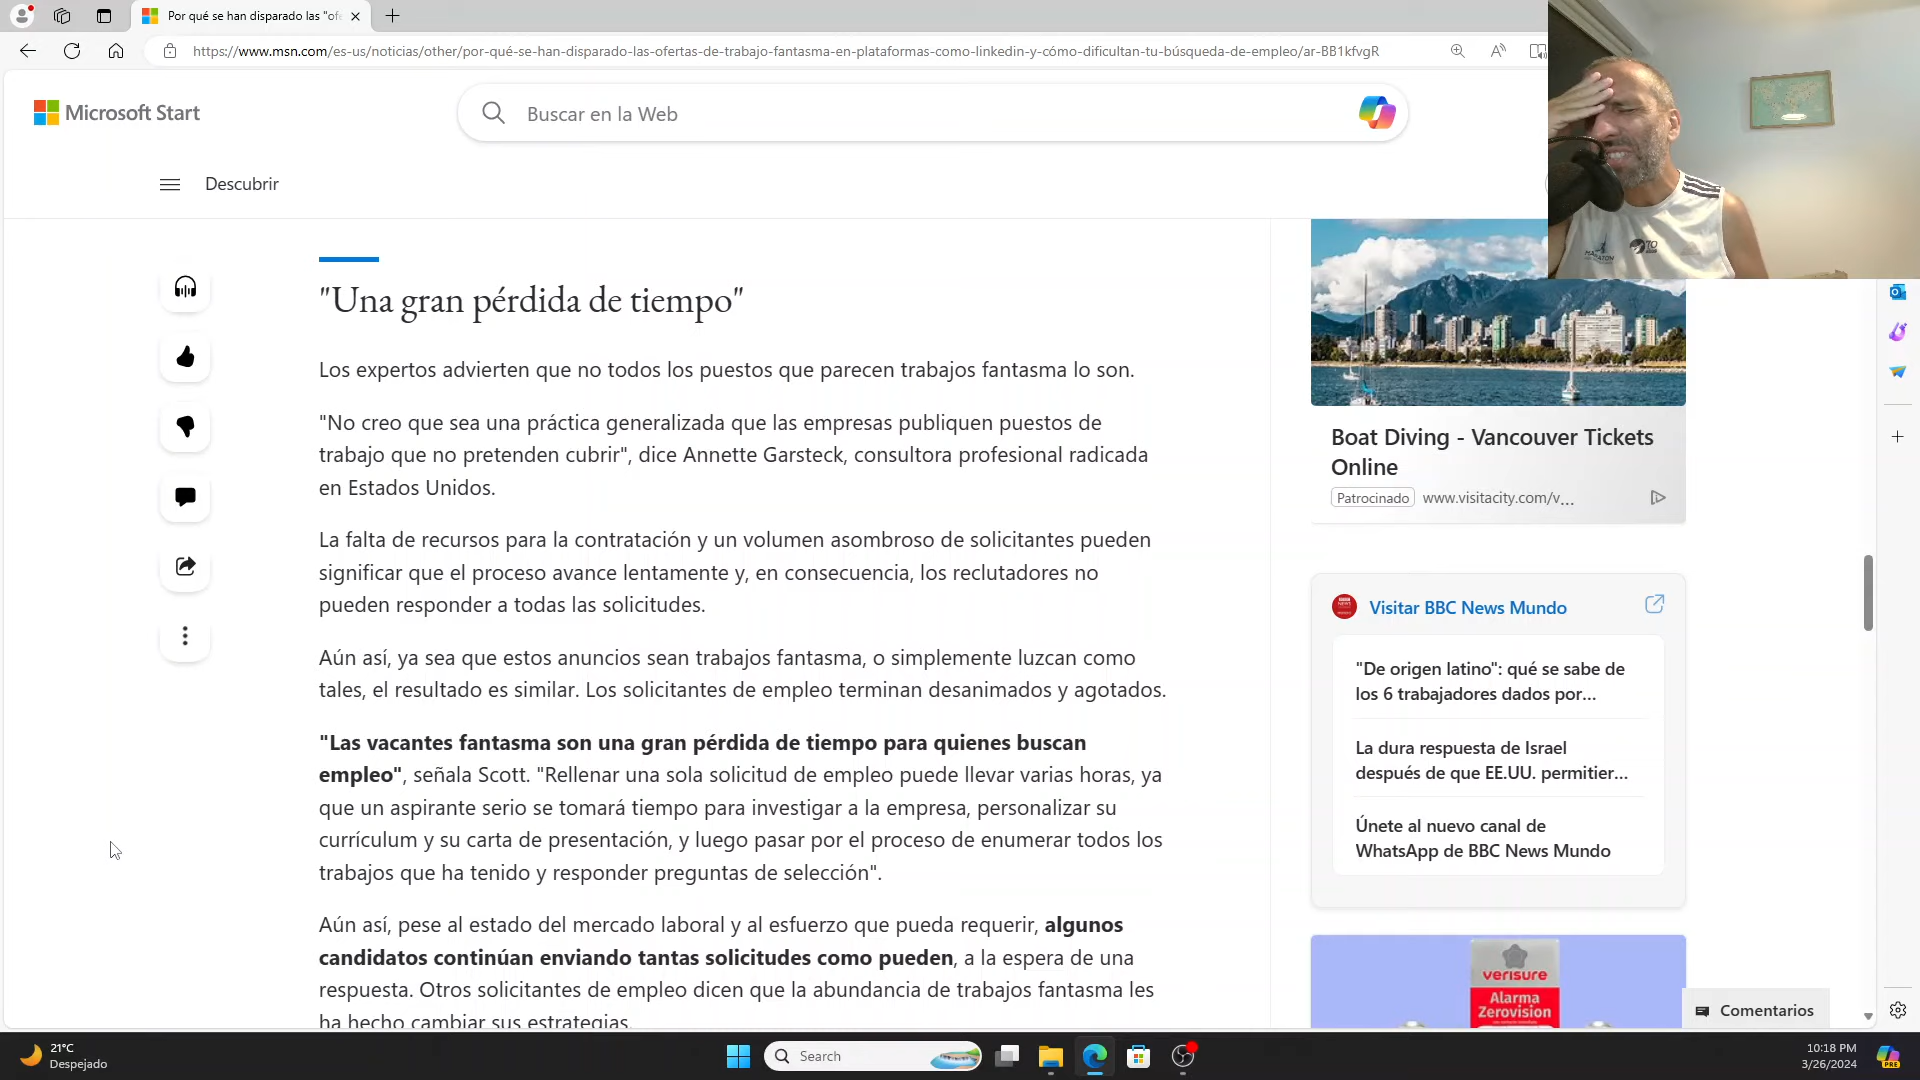 Por qué se han disparado las "ofe
https://www.msn.com/es-us/noticias/other/por-qué-se-han-disparado-las-ofertas-de-trabajo-fantasma-en-plataformas-como-linkedin-y-cómo-dificultan-tu-búsqueda-de-empleo/ar-BB1kfvgR
Microsoft Start
Buscar en la Web
Descubrir
"Una gran pérdida de tiempo"
Los expertos advierten que no todos los puestos que parecen trabajos fantasma lo son.
"No creo que sea una práctica generalizada que las empresas publiquen puestos de
trabajo que no pretenden cubrir", dice Annette Garsteck, consultora profesional radicada
en Estados Unidos.
La falta de recursos para la contratación y un volumen asombroso de solicitantes pueden
significar que el proceso avance lentamente y, en consecuencia, los reclutadores no
pueden responder a todas las solicitudes.
Aún así, ya sea que estos anuncios sean trabajos fantasma, o simplemente luzcan como
tales, el resultado es similar. Los solicitantes de empleo terminan desanimados y agotados.
"Las vacantes fantasma son una gran pérdida de tiempo para quienes buscan
empleo", señala Scott. "Rellenar una sola solicitud de empleo puede llevar varias horas, ya
que un aspirante serio se tomará tiempo para investigar a la empresa, personalizar su
currículum y su carta de presentación, y luego pasar por el proceso de enumerar todos los
trabajos que ha tenido y responder preguntas de selección".
Aún así, pese al estado del mercado laboral y al esfuerzo que pueda requerir, algunos
candidatos continúan enviando tantas solicitudes como pueden, a la espera de una
respuesta. Otros solicitantes de empleo dicen que la abundancia de trabajos fantasma les
ha hecho cambiar sus estrategias.
Boat Diving - Vancouver Tickets
Online
Patrocinado www.visitacity.com/v...
Visitar BBC News Mundo
"De origen latino": qué se sabe de
los 6 trabajadores dados por...
La dura respuesta de Israel
después de que EE.UU. permitier...
Únete al nuevo canal de
WhatsApp de BBC News Mundo
verisure
Alarma
Zerovision
Comentarios
21°C
Despejado
Search
10:18 PM
3/26/2024
PRE